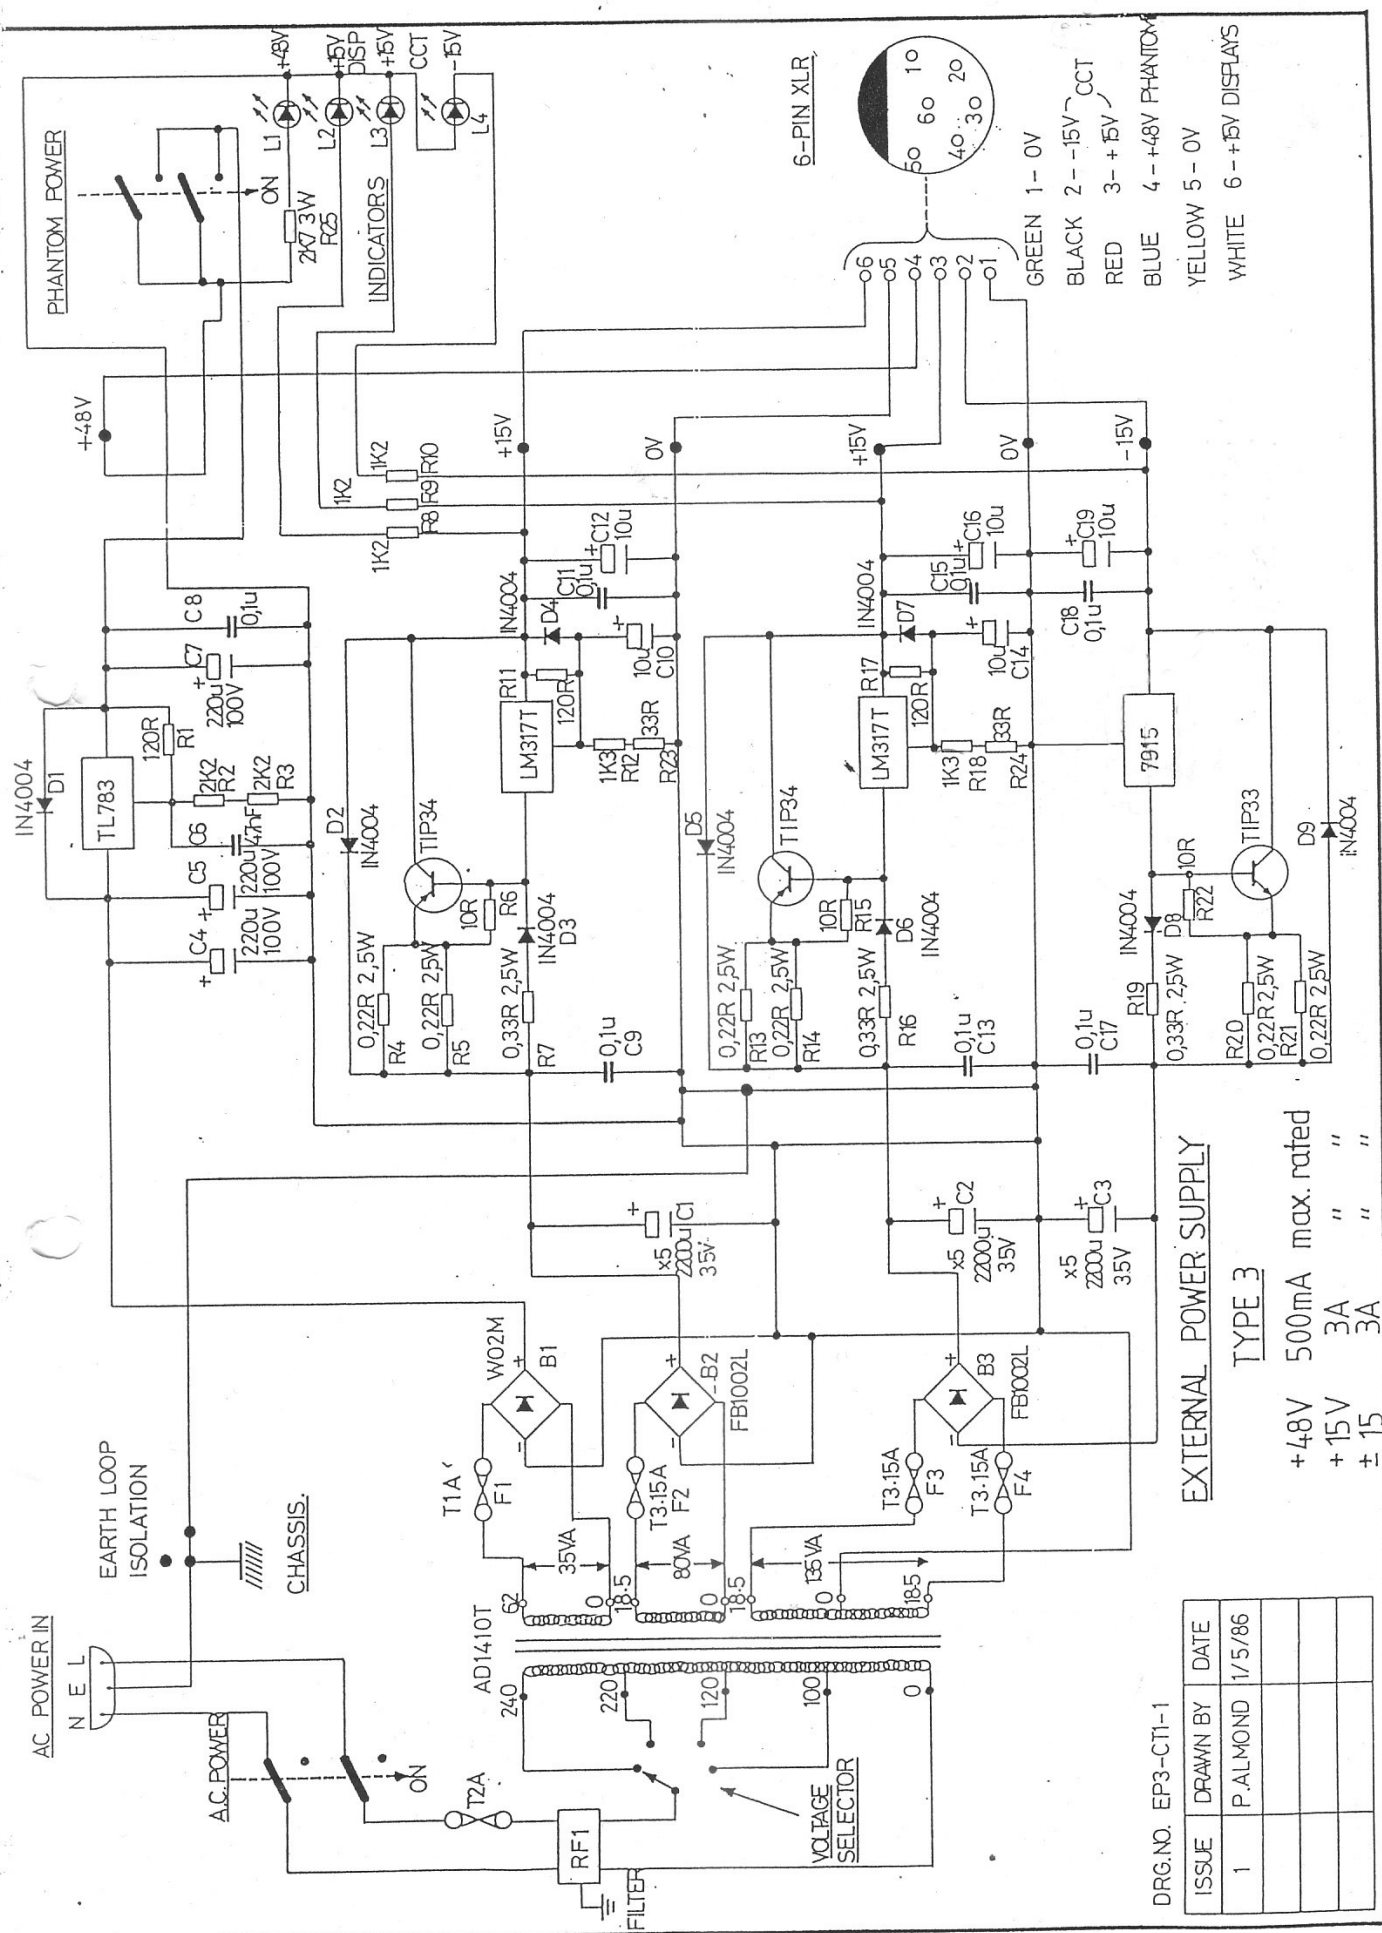 AC POWER IN
N E L
A.C. POWER
ON
T2A
RF1
FILTER
VOLTAGE
SELECTOR
EARTH LOOP
ISOLATION
CHASSIS.
AD1410T
240
220
120
100
0
62
0
18·5
0
18·5
0
18·5
35VA
80VA
135VA
T1A
F1
T3·15A
F2
T3·15A
F3
T3·15A
F4
W02M
+
-
B1
+
-
B2
FB1002L
+
-
B3
FB1002L
+
C1
x5
2200u
35V
+
C2
x5
2200u
35V
+
C3
x5
2200u
35V
IN4004
D1
TL783
120R
R1
2K2
R2
2K2
R3
+
C4
220u
100V
+
C5
220u
100V
C6
47nF
C7
+
220u
100V
C8
0,1u
+48V
D2
IN4004
TIP34
0,22R 2,5W
R4
0,22R 2,5W
R5
10R
R6
0,33R 2,5W
R7
IN4004
D3
0,1u
C9
LM317T
R11
120R
1K3
R12
33R
R23
IN4004
D4
10u
+
C10
C11
0,1u
+
C12
10u
+15V
0V
1K2
R8
1K2
R9
1K2
R10
D5
IN4004
TIP34
0,22R 2,5W
R13
0,22R 2,5W
R14
10R
R15
0,33R 2,5W
R16
D6
IN4004
0,1u
C13
LM317T
R17
120R
1K3
R18
33R
R24
IN4004
D7
10u
+
C14
C15
0,1u
+
C16
10u
+15V
0V
0,1u
C17
C18
0,1u
+
C19
10u
-15V
7915
IN4004
D8
R19
0,33R 2,5W
10R
R22
TIP33
R20
0,22R 2,5W
R21
0,22R 2,5W
D9
IN4004
PHANTOM POWER
ON
2K7 3W
R25
INDICATORS
L1
+48V
L2
+15V
DISP
L3
+15V
CCT
L4
-15V
6-PIN XLR
5 6 1
4 3 2
6
5
4
3
2
1
GREEN 1- 0V
BLACK 2 - -15V
CCT
RED 3- +15V
BLUE 4 - +48V PHANTOM
YELLOW 5 - 0V
WHITE 6 - +15V DISPLAYS
EXTERNAL POWER SUPPLY
TYPE 3
+48V 500mA max. rated
+15V 3A " "
± 15 3A " "
DRG.NO. EP3-CT1-1
ISSUE DRAWN BY DATE
1 P.ALMOND 1/5/86